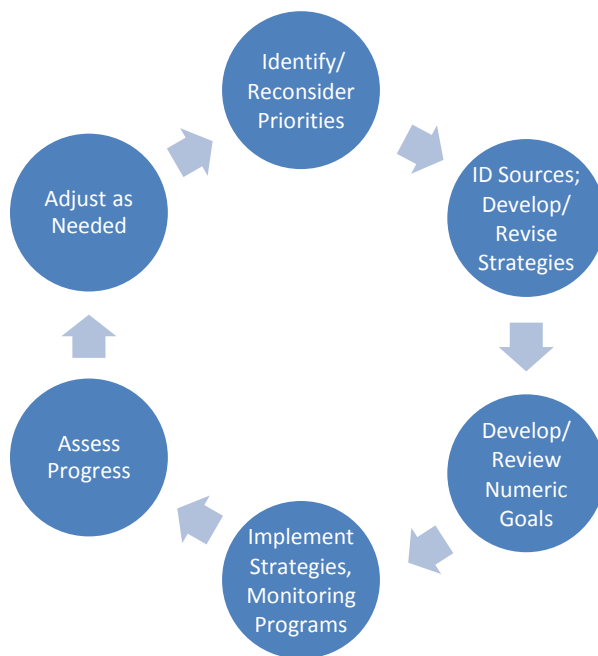 Identify/
Reconsider
Priorities
ID Sources;
Develop/
Revise
Strategies
Develop/
Review
Numeric
Goals
Implement
Strategies,
Monitoring
Programs
Assess
Progress
Adjust as
Needed